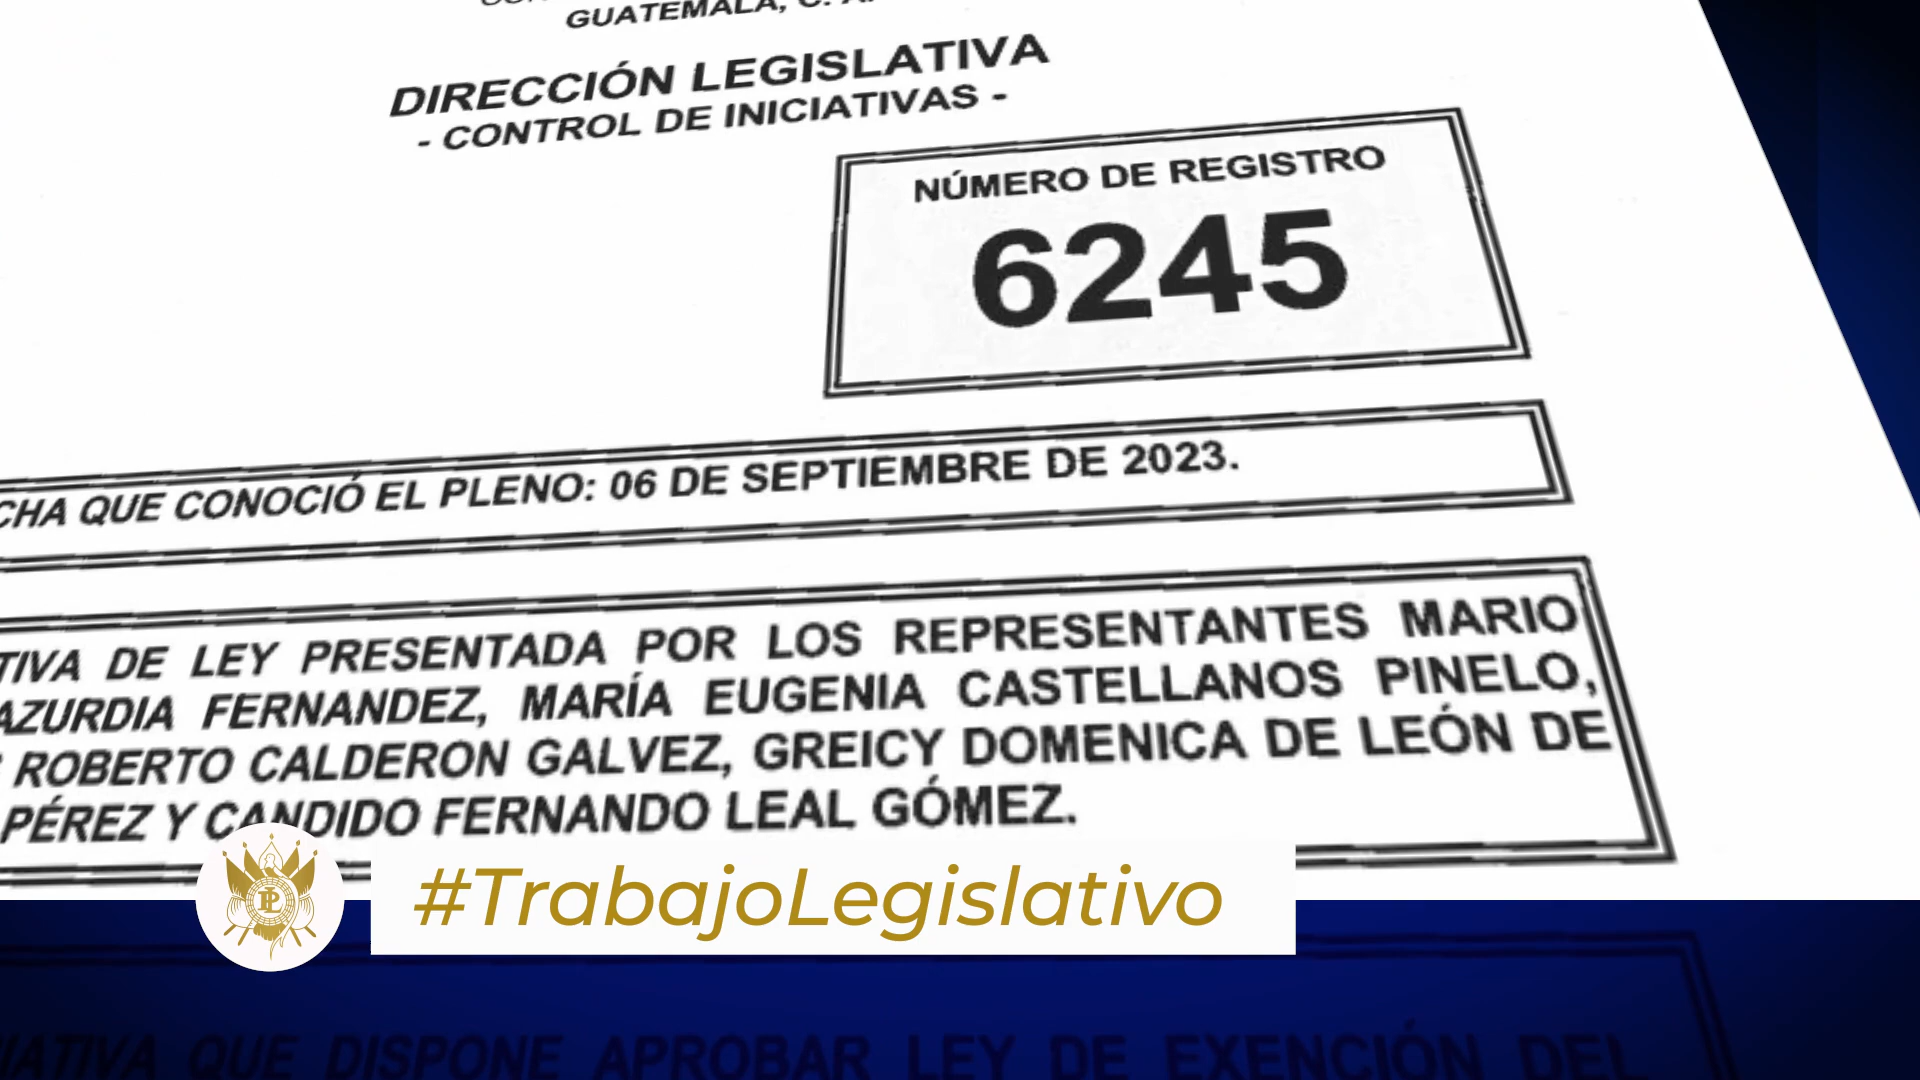 GUATEMALA, C. A.
DIRECCIÓN LEGISLATIVA
- CONTROL DE INICIATIVAS -
NÚMERO DE REGISTRO
6245
CHA QUE CONOCIÓ EL PLENO: 06 DE SEPTIEMBRE DE 2023.
TIVA DE LEY PRESENTADA POR LOS REPRESENTANTES MARIO
AZURDIA FERNANDEZ, MARÍA EUGENIA CASTELLANOS PINELO,
ROBERTO CALDERON GALVEZ, GREICY DOMENICA DE LEÓN DE
PÉREZ Y CANDIDO FERNANDO LEAL GÓMEZ.
PL
#TrabajoLegislativo
IATIVA QUE DISPONE APROBAR LEY DE EXENCIÓN DEL